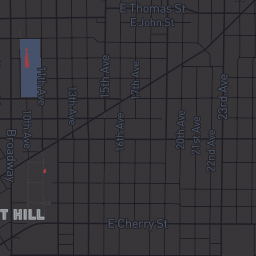 E Thomas St
E John St
15th Ave
17th Ave
11th Ave
13th Ave
23rd Ave
10th Ave
16th Ave
20th Ave
21st Ave
22nd Ave
Broadway
T HILL
E Cherry St